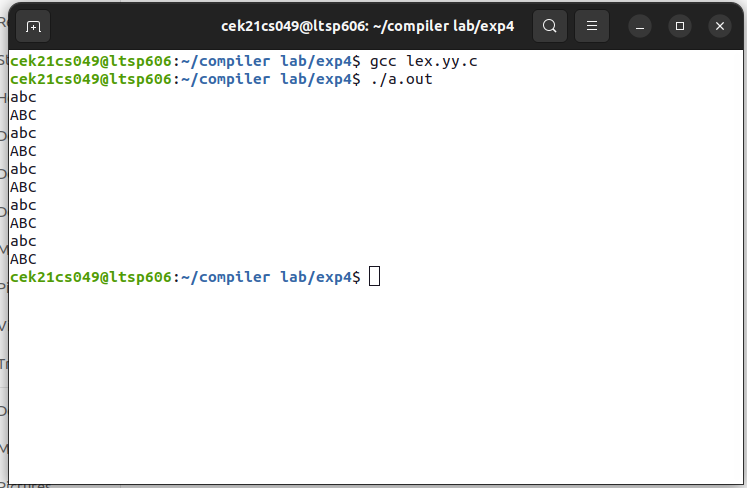 cek21cs049@ltsp606: ~/compiler lab/exp4
cek21cs049@ltsp606:~/compiler lab/exp4$ gcc lex.yy.c
cek21cs049@ltsp606:~/compiler lab/exp4$ ./a.out
abc
ABC
abc
ABC
abc
ABC
abc
ABC
abc
ABC
cek21cs049@ltsp606:~/compiler lab/exp4$